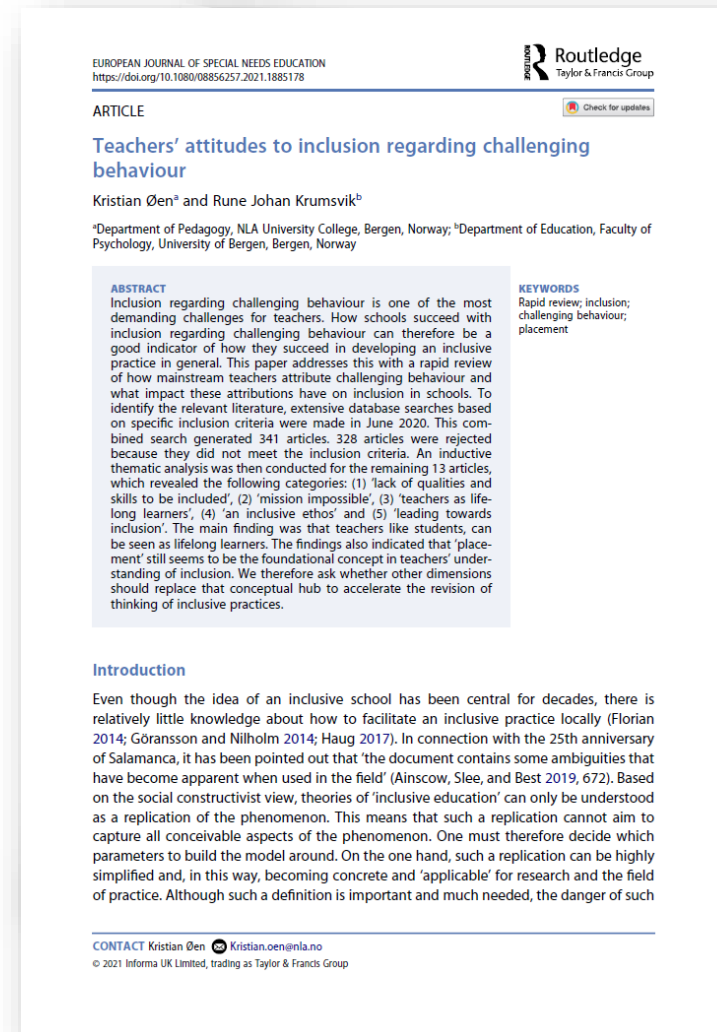 EUROPEAN JOURNAL OF SPECIAL NEEDS EDUCATION
https://doi.org/10.1080/08856257.2021.1885178
ROUTLEDGE
Routledge
Taylor & Francis Group
ARTICLE
Check for updates
Teachers’ attitudes to inclusion regarding challenging
behaviour
Kristian Øenᵃ and Rune Johan Krumsvikᵇ
ᵃDepartment of Pedagogy, NLA University College, Bergen, Norway; ᵇDepartment of Education, Faculty of
Psychology, University of Bergen, Bergen, Norway
ABSTRACT
Inclusion regarding challenging behaviour is one of the most
demanding challenges for teachers. How schools succeed with
inclusion regarding challenging behaviour can therefore be a
good indicator of how they succeed in developing an inclusive
practice in general. This paper addresses this with a rapid review
of how mainstream teachers attribute challenging behaviour and
what impact these attributions have on inclusion in schools. To
identify the relevant literature, extensive database searches based
on specific inclusion criteria were made in June 2020. This com-
bined search generated 341 articles. 328 articles were rejected
because they did not meet the inclusion criteria. An inductive
thematic analysis was then conducted for the remaining 13 articles,
which revealed the following categories: (1) ‘lack of qualities and
skills to be included’, (2) ‘mission impossible’, (3) ‘teachers as life-
long learners’, (4) ‘an inclusive ethos’ and (5) ‘leading towards
inclusion’. The main finding was that teachers like students, can
be seen as lifelong learners. The findings also indicated that ‘place-
ment’ still seems to be the foundational concept in teachers’ under-
standing of inclusion. We therefore ask whether other dimensions
should replace that conceptual hub to accelerate the revision of
thinking of inclusive practices.
KEYWORDS
Rapid review; inclusion;
challenging behaviour;
placement
Introduction
Even though the idea of an inclusive school has been central for decades, there is
relatively little knowledge about how to facilitate an inclusive practice locally (Florian
2014; Göransson and Nilholm 2014; Haug 2017). In connection with the 25th anniversary
of Salamanca, it has been pointed out that ‘the document contains some ambiguities that
have become apparent when used in the field’ (Ainscow, Slee, and Best 2019, 672). Based
on the social constructivist view, theories of ‘inclusive education’ can only be understood
as a replication of the phenomenon. This means that such a replication cannot aim to
capture all conceivable aspects of the phenomenon. One must therefore decide which
parameters to build the model around. On the one hand, such a replication can be highly
simplified and, in this way, becoming concrete and ‘applicable’ for research and the field
of practice. Although such a definition is important and much needed, the danger of such
CONTACT Kristian Øen Kristian.oen@nla.no
© 2021 Informa UK Limited, trading as Taylor & Francis Group